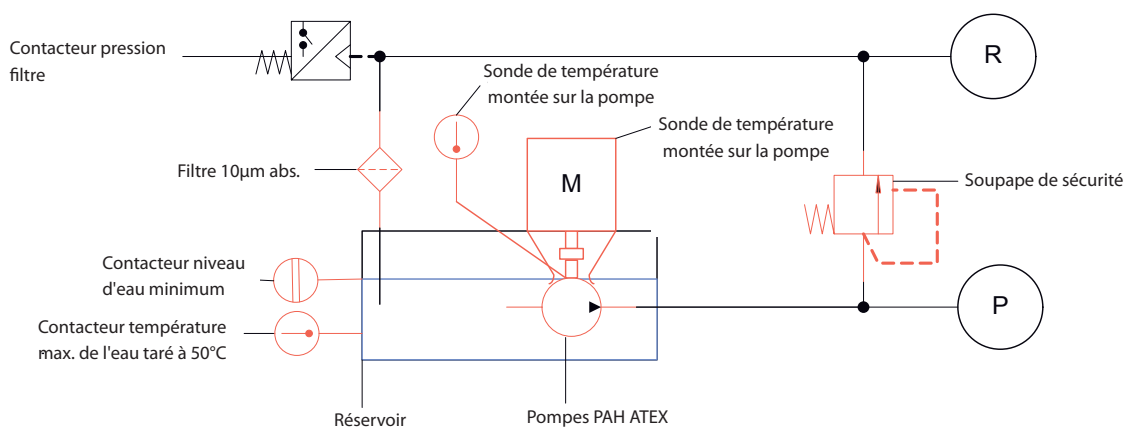 Contacteur pression
filtre
Sonde de température
montée sur la pompe
R
Sonde de température
montée sur la pompe
Filtre 10µm abs.
M
Soupape de sécurité
Contacteur niveau
d'eau minimum
P
Contacteur température
max. de l'eau taré à 50°C
Réservoir
Pompes PAH ATEX